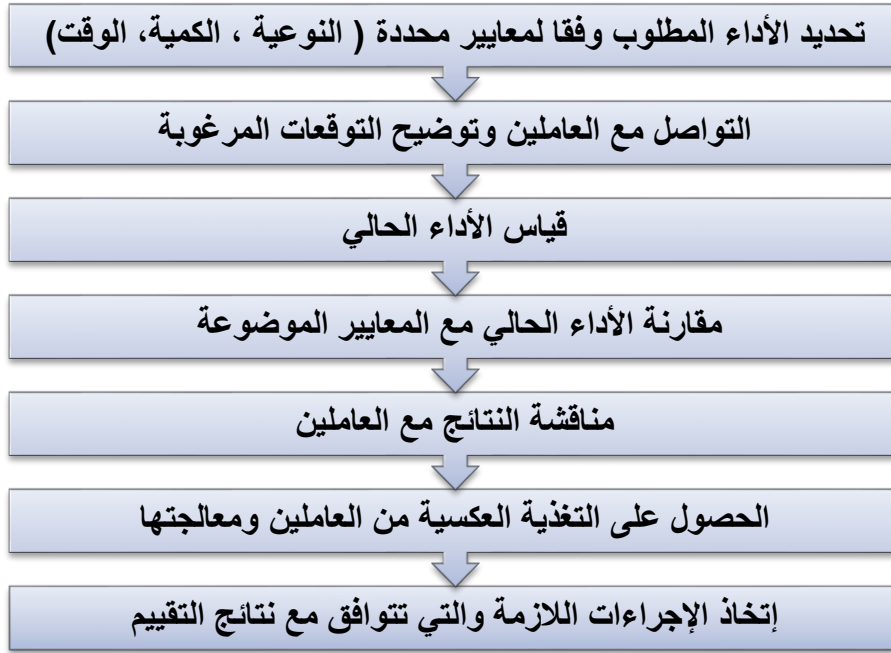 تحديد الأداء المطلوب وفقا لمعايير محددة ( النوعية ، الكمية، الوقت)
التواصل مع العاملين وتوضيح التوقعات المرغوبة
قياس الأداء الحالي
مقارنة الأداء الحالي مع المعايير الموضوعة
مناقشة النتائج مع العاملين
الحصول على التغذية العكسية من العاملين ومعالجتها
إتخاذ الإجراءات اللازمة والتي تتوافق مع نتائج التقييم